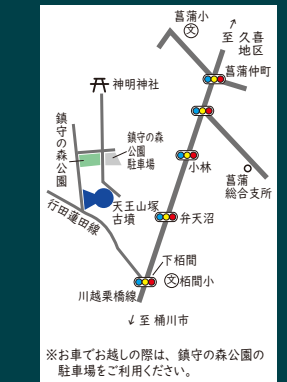 菖蒲小
文
至 久喜
地区
菖蒲仲町
神明神社
鎮守の森公園
鎮守の森
公園
駐車場
小林
菖蒲
総合支所
天王山塚
古墳
行田蓮田線
弁天沼
下栢間
文 栢間小
川越栗橋線
至 桶川市
※お車でお越しの際は、鎮守の森公園の
駐車場をご利用ください。